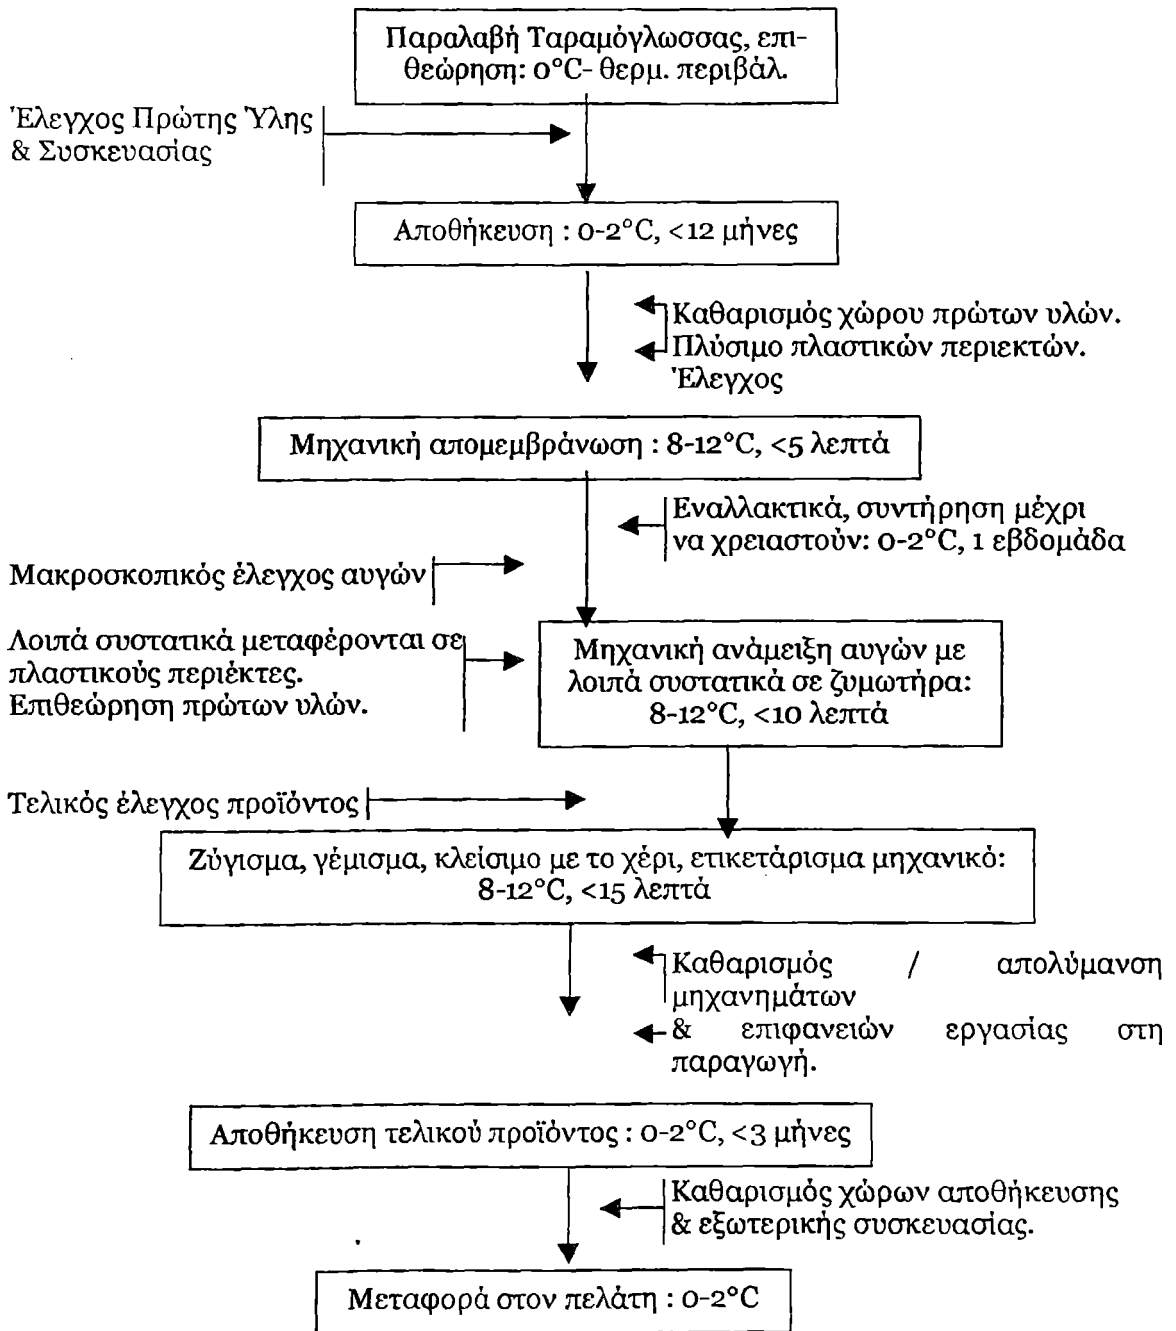 Παραλαβή Ταραμόγλωσσας, επι-
θεώρηση: 0°C- θερμ. περιβάλ.
Έλεγχος Πρώτης Ύλης
& Συσκευασίας
Αποθήκευση : 0-2°C, <12 μήνες
Καθαρισμός χώρου πρώτων υλών.
Πλύσιμο πλαστικών περιεκτών.
Έλεγχος
Μηχανική απομεμβράνωση : 8-12°C, <5 λεπτά
Εναλλακτικά, συντήρηση μέχρι
να χρειαστούν: 0-2°C, 1 εβδομάδα
Μακροσκοπικός έλεγχος αυγών
Λοιπά συστατικά μεταφέρονται σε
πλαστικούς περιέκτες.
Επιθεώρηση πρώτων υλών.
Μηχανική ανάμειξη αυγών με
λοιπά συστατικά σε ζυμωτήρα:
8-12°C, <10 λεπτά
Τελικός έλεγχος προϊόντος
Ζύγισμα, γέμισμα, κλείσιμο με το χέρι, ετικετάρισμα μηχανικό:
8-12°C, <15 λεπτά
Καθαρισμός / απολύμανση
μηχανημάτων
& επιφανειών εργασίας στη
παραγωγή.
Αποθήκευση τελικού προϊόντος : 0-2°C, <3 μήνες
Καθαρισμός χώρων αποθήκευσης
& εξωτερικής συσκευασίας.
Μεταφορά στον πελάτη : 0-2°C